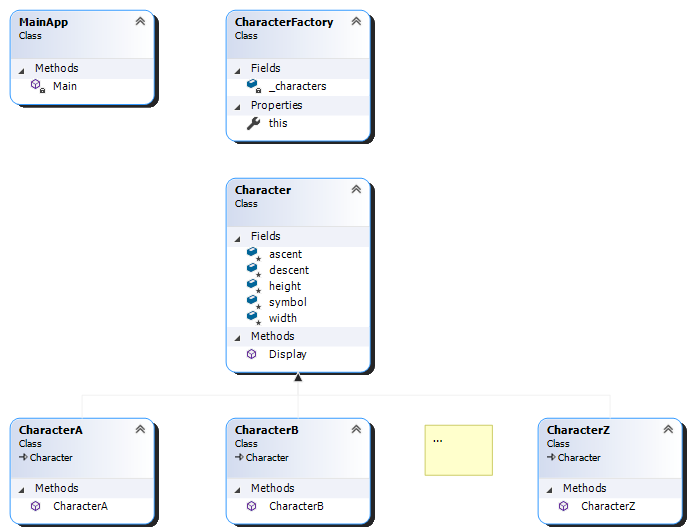 MainApp
Class
Methods
Main
CharacterFactory
Class
Fields
_characters
Properties
this
Character
Class
Fields
ascent
descent
height
symbol
width
Methods
Display
CharacterA
Class
Character
Methods
CharacterA
CharacterB
Class
Character
Methods
CharacterB
...
CharacterZ
Class
Character
Methods
CharacterZ